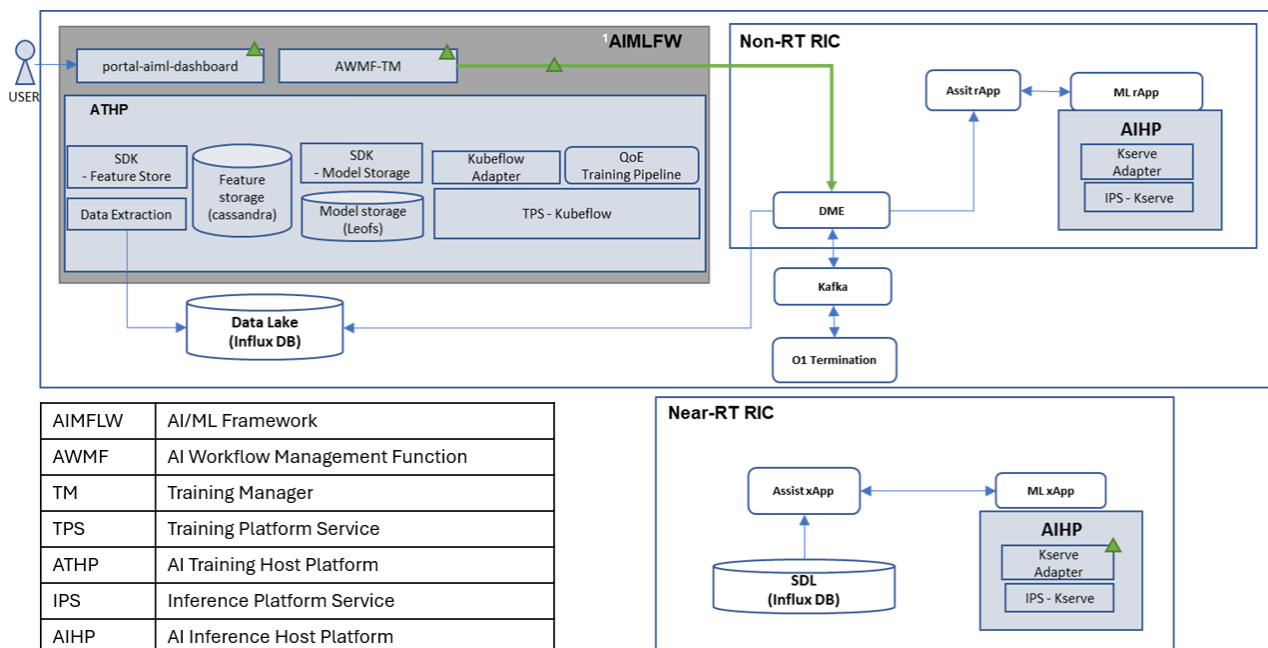 1AIMLFW
Non-RT RIC
USER
portal-aiml-dashboard
AWMF-TM
ATHP
SDK
- Feature Store
Data Extraction
Feature
storage
(cassandra)
SDK
- Model Storage
Model storage
(Leofs)
Kubeflow
Adapter
QoE
Training Pipeline
TPS - Kubeflow
Assit rApp
ML rApp
AIHP
Kserve
Adapter
IPS - Kserve
DME
Kafka
O1 Termination
Data Lake
(Influx DB)
AIMFLW AI/ML Framework
AWMF AI Workflow Management Function
TM Training Manager
TPS Training Platform Service
ATHP AI Training Host Platform
IPS Inference Platform Service
AIHP AI Inference Host Platform
Near-RT RIC
Assist xApp
ML xApp
AIHP
Kserve
Adapter
IPS - Kserve
SDL
(Influx DB)